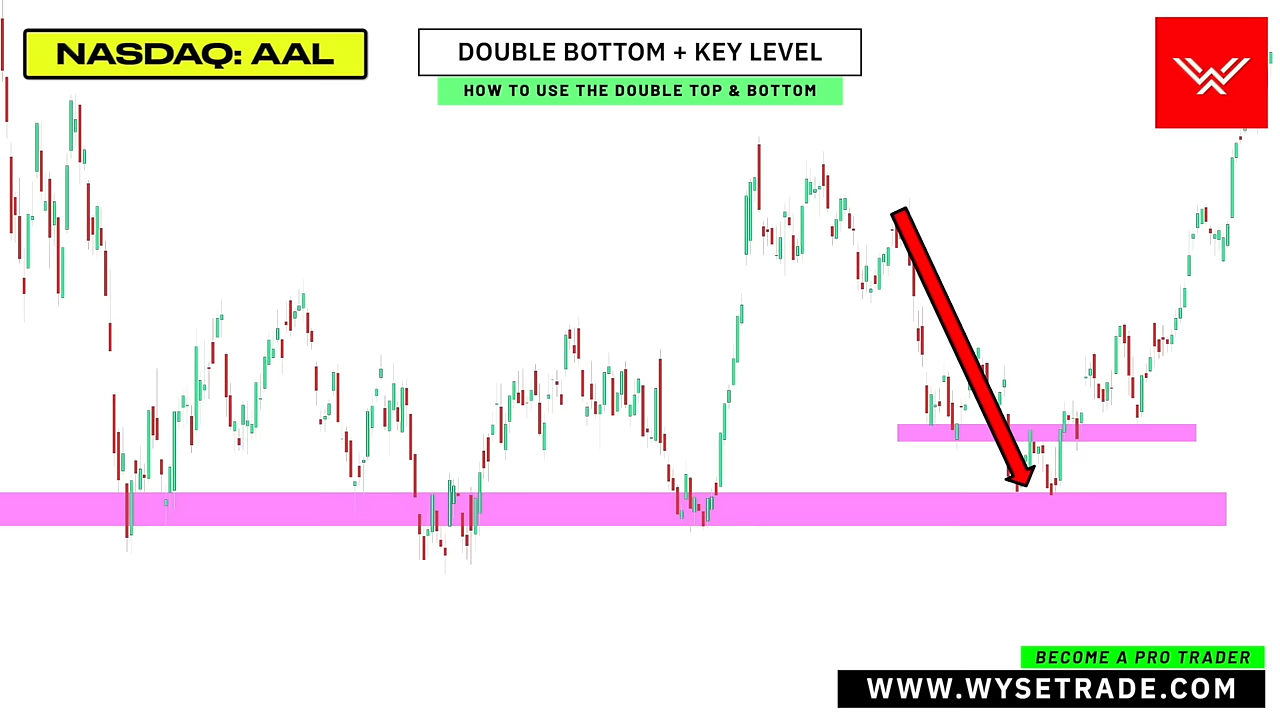 NASDAQ: AAL
DOUBLE BOTTOM + KEY LEVEL
HOW TO USE THE DOUBLE TOP & BOTTOM
BECOME A PRO TRADER
WWW.WYSETRADE.COM